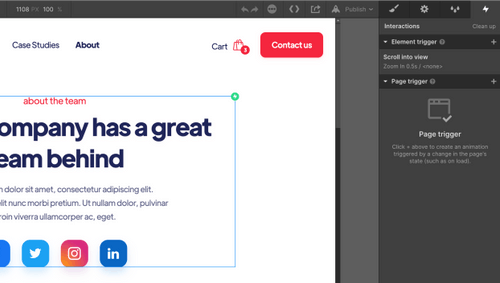 1108 PX 100 %
Publish
Case Studies
About
Cart
3
Contact us
about the team
ompany has a great
eam behind
n dolor sit amet, consectetur adipiscing elit.
elit nunc morbi pretium. Ut nullam dolor, pulvinar
roin viverra ullamcorper ac, eget.
in
Interactions
Clean up
Element trigger
Scroll into view
Zoom In 0.5s / <none>
Page trigger
Page trigger
Click + above to create an animation
triggered by a change in the page's
state (such as on load).